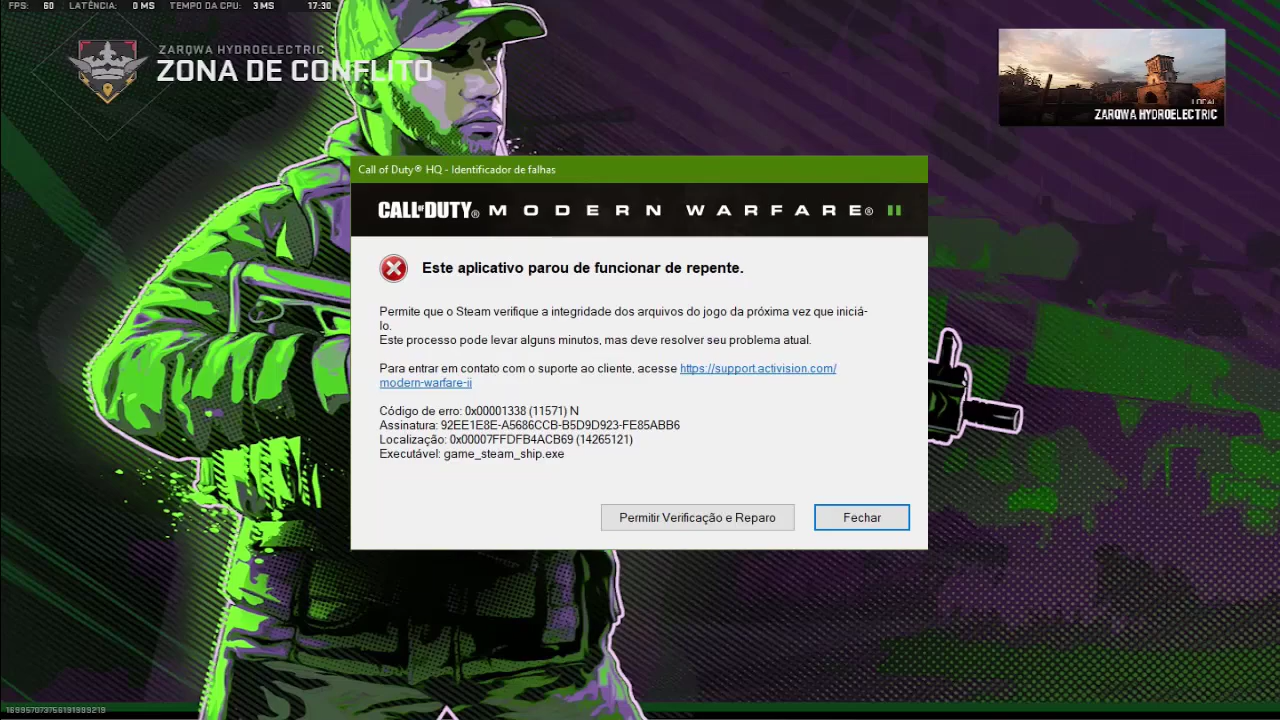 FPS: 60 LATÊNCIA: 0 MS TEMPO DA CPU: 3 MS 17:30
ZARQWA HYDROELECTRIC
ZONA DE CONFLITO
LOCAL
ZARQWA HYDROELECTRIC
Call of Duty® HQ - Identificador de falhas
CALL OF DUTY® MODERN WARFARE® II
Este aplicativo parou de funcionar de repente.
Permite que o Steam verifique a integridade dos arquivos do jogo da próxima vez que iniciá-
lo.
Este processo pode levar alguns minutos, mas deve resolver seu problema atual.
Para entrar em contato com o suporte ao cliente, acesse https://support.activision.com/
modern-warfare-ii
Código de erro: 0x00001338 (11571) N
Assinatura: 92EE1E8E-A5686CCB-B5D9D923-FE85ABB6
Localização: 0x00007FFDFB4ACB69 (14265121)
Executável: game_steam_ship.exe
Permitir Verificação e Reparo Fechar